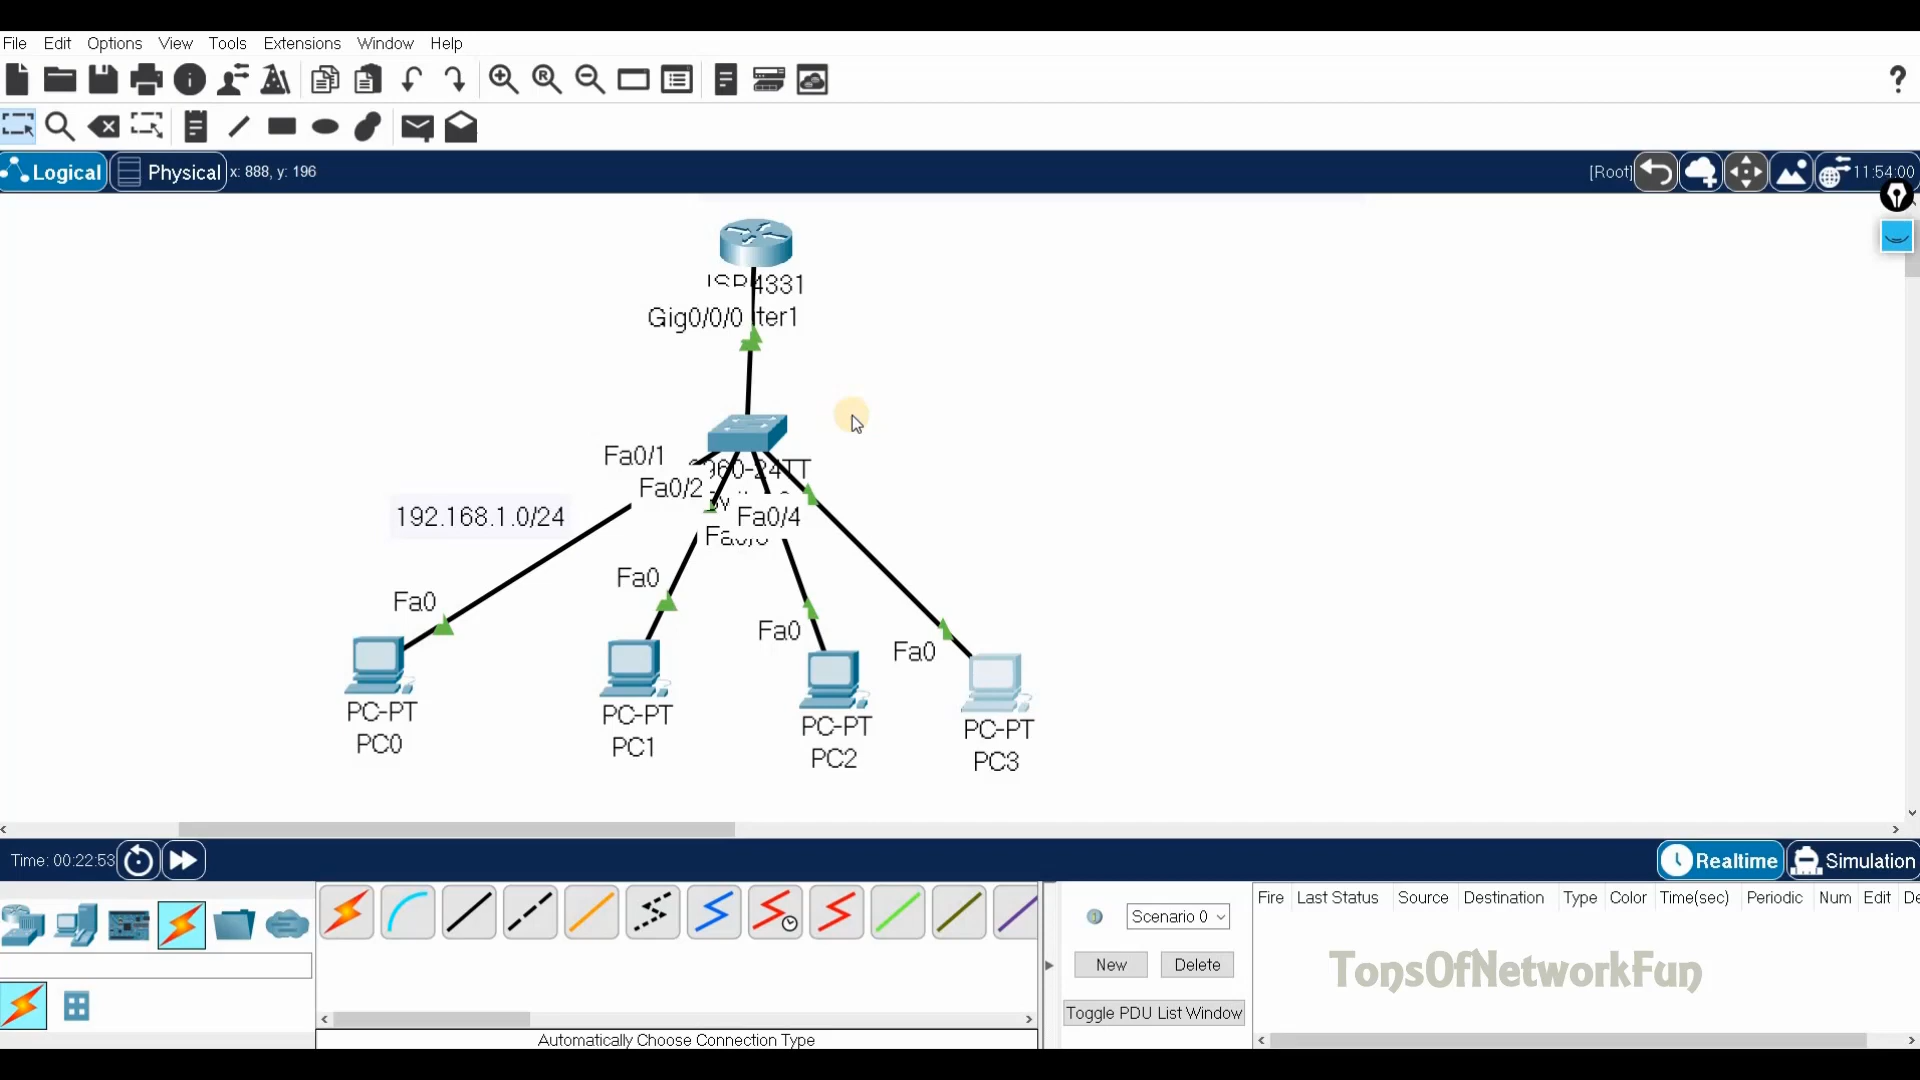 File Edit Options View Tools Extensions Window Help
Logical Physical x: 888, y: 196 [Root] 11:54:00
4331
Gig0/0/0 ter1
Fa0/1
960-24TT
Fa0/2
Fa0/4
192.168.1.0/24
Fa0
Fa0
Fa0
Fa0
PC-PT
PC0
PC-PT
PC1
PC-PT
PC2
PC-PT
PC3
Time: 00:22:53 Realtime Simulation
Scenario 0
New Delete
Toggle PDU List Window
Fire Last Status Source Destination Type Color Time(sec) Periodic Num Edit De
TonsOfNetworkFun
Automatically Choose Connection Type